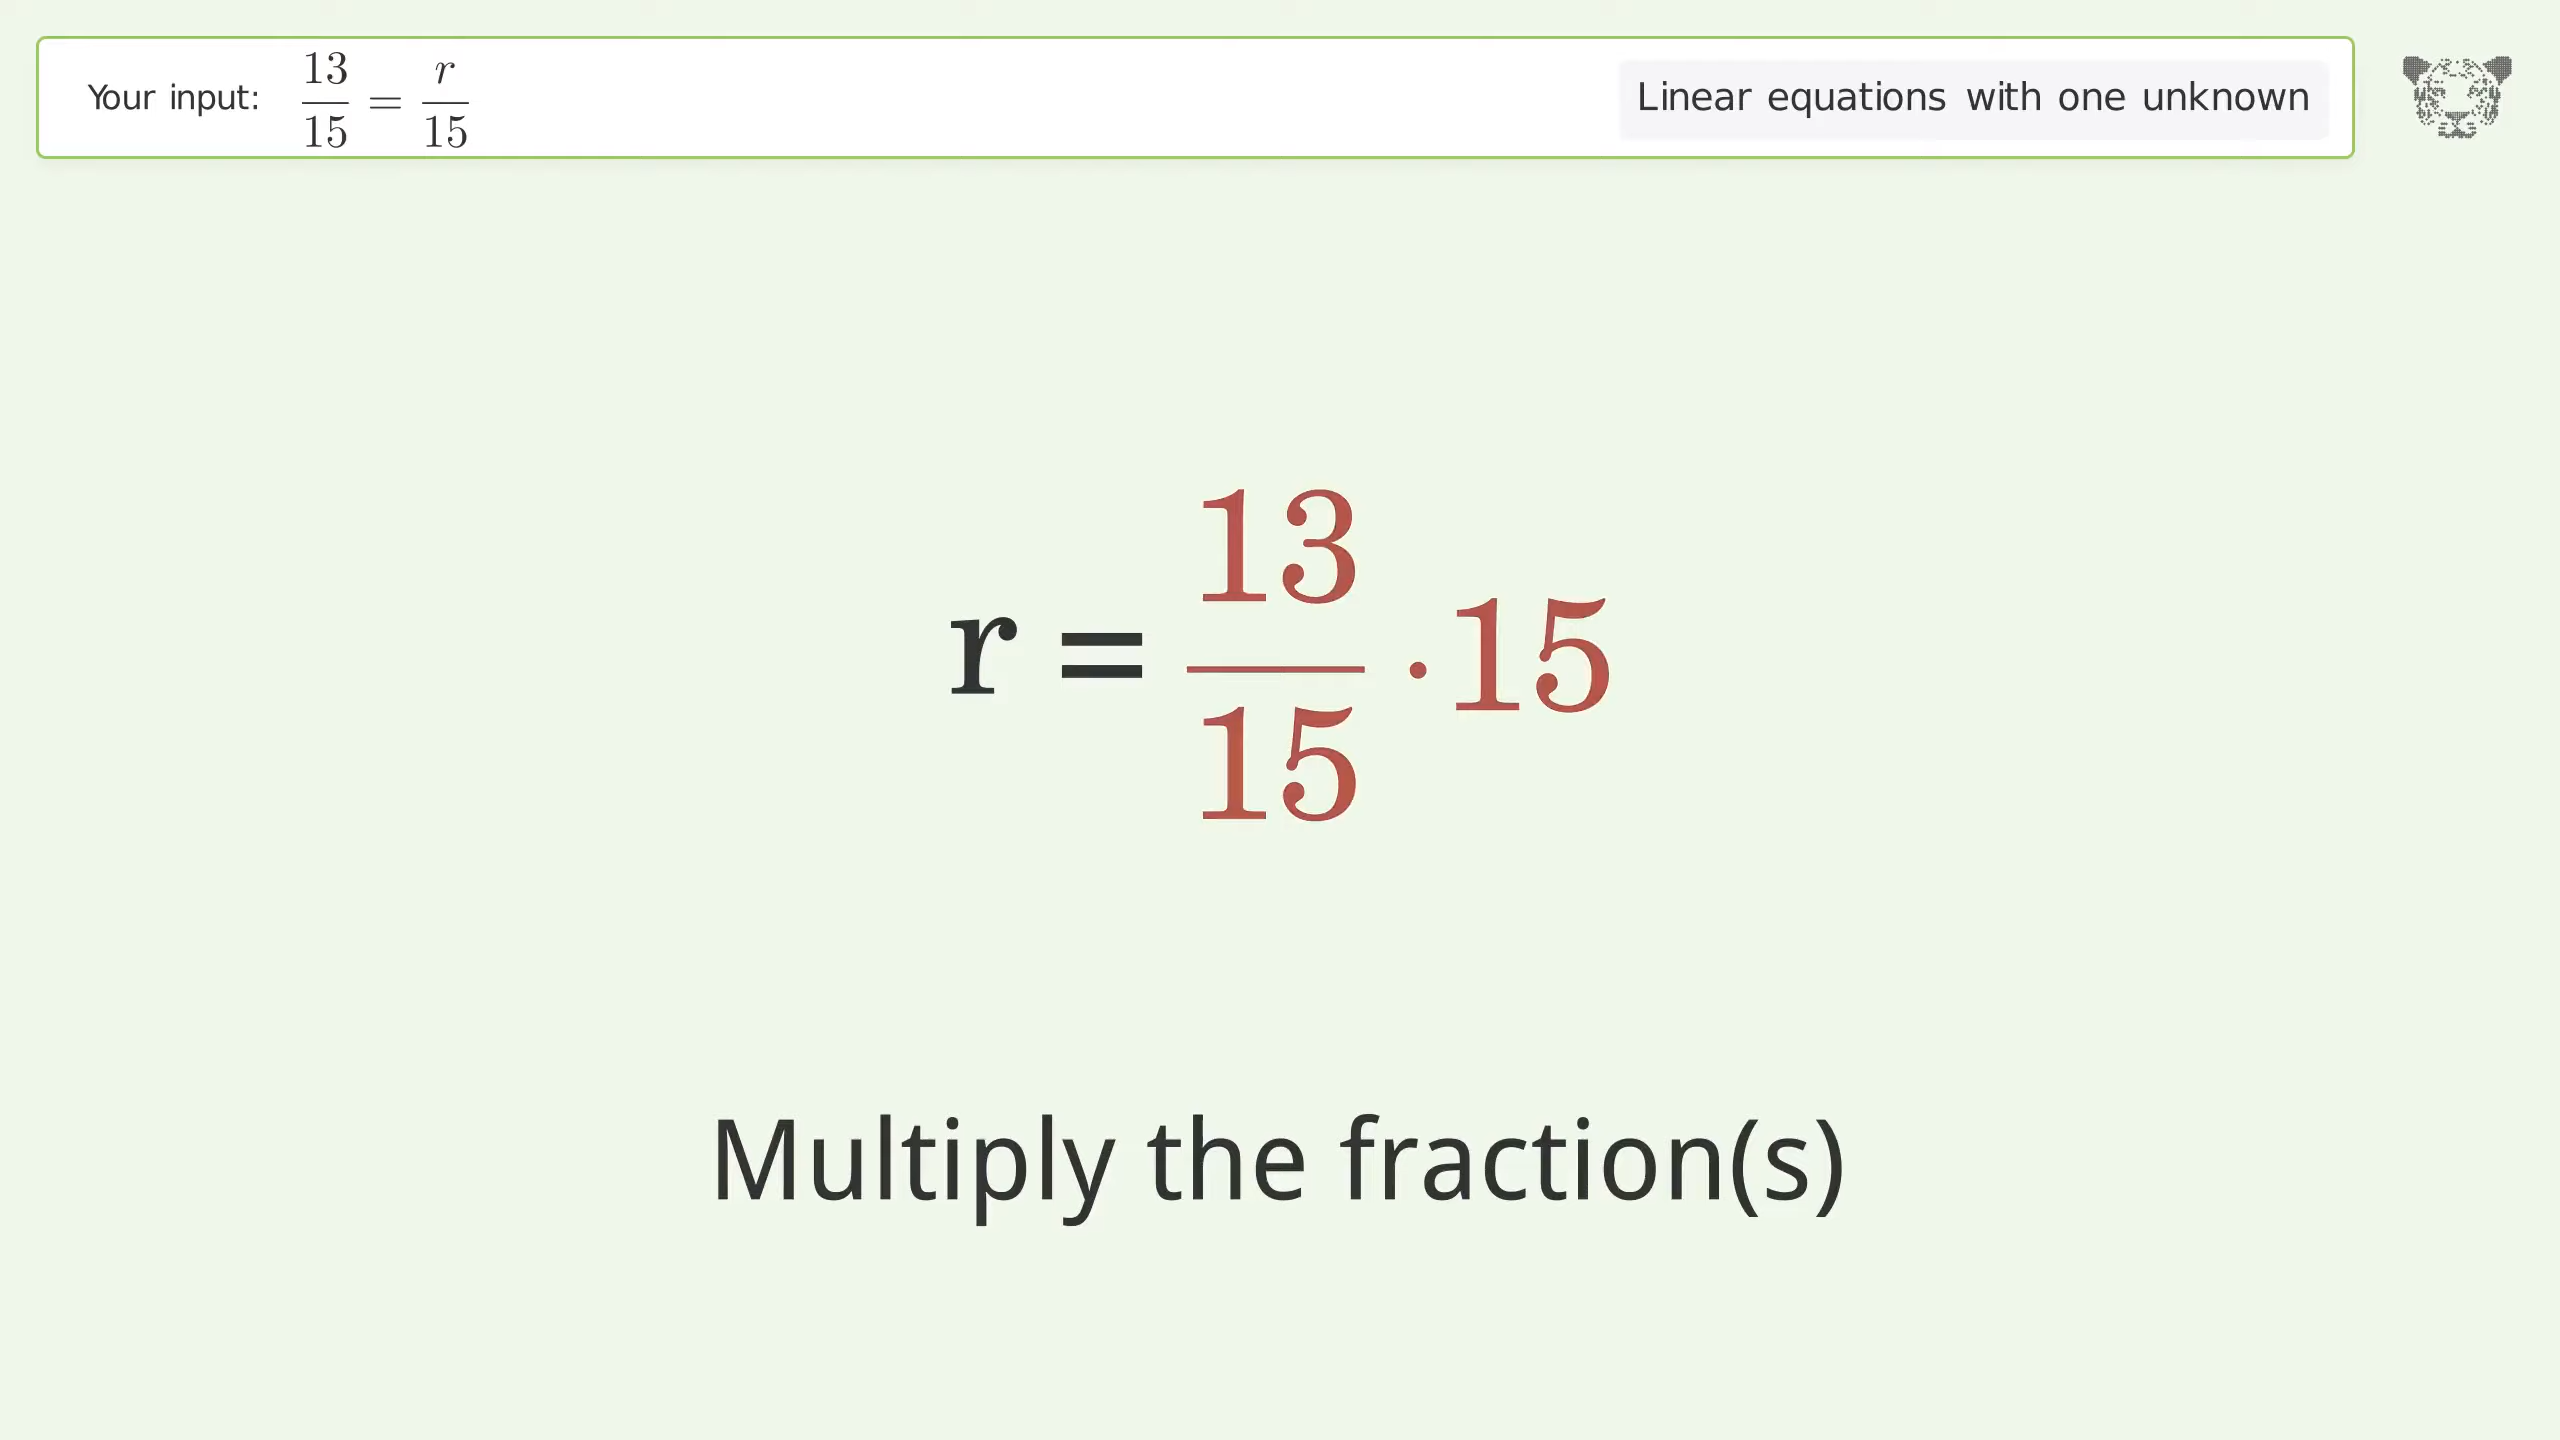 Your input: 13/15 = r/15
Linear equations with one unknown
r = 13/15 · 15
Multiply the fraction(s)